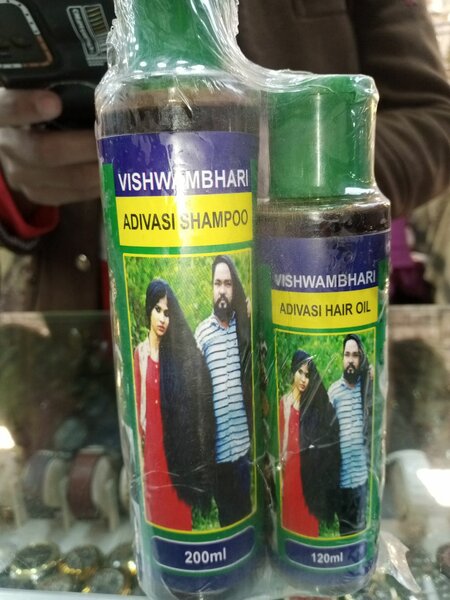 VISHWAMBHARI
ADIVASI SHAMPOO
200ml
VISHWAMBHARI
ADIVASI HAIR OIL
120ml